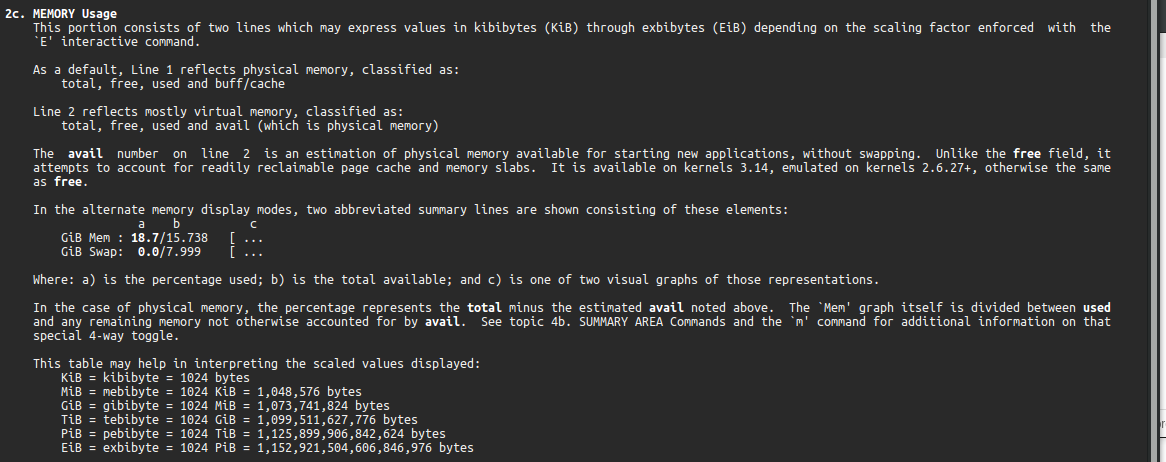 2c. MEMORY Usage
This portion consists of two lines which may express values in kibibytes (KiB) through exbibytes (EiB) depending on the scaling factor enforced  with  the
`E' interactive command.

As a default, Line 1 reflects physical memory, classified as:
total, free, used and buff/cache

Line 2 reflects mostly virtual memory, classified as:
total, free, used and avail (which is physical memory)

The  avail  number  on  line  2  is an estimation of physical memory available for starting new applications, without swapping.  Unlike the free field, it
attempts to account for readily reclaimable page cache and memory slabs.  It is available on kernels 3.14, emulated on kernels 2.6.27+, otherwise the same
as free.

In the alternate memory display modes, two abbreviated summary lines are shown consisting of these elements:
a    b          c
GiB Mem : 18.7/15.738   [ ...
GiB Swap:  0.0/7.999    [ ...

Where: a) is the percentage used; b) is the total available; and c) is one of two visual graphs of those representations.

In the case of physical memory, the percentage represents the total minus the estimated avail noted above.  The `Mem' graph itself is divided between used
and any remaining memory not otherwise accounted for by avail.  See topic 4b. SUMMARY AREA Commands and the `m' command for additional information on that
special 4-way toggle.

This table may help in interpreting the scaled values displayed:
KiB = kibibyte = 1024 bytes
MiB = mebibyte = 1024 KiB = 1,048,576 bytes
GiB = gibibyte = 1024 MiB = 1,073,741,824 bytes
TiB = tebibyte = 1024 GiB = 1,099,511,627,776 bytes
PiB = pebibyte = 1024 TiB = 1,125,899,906,842,624 bytes
EiB = exbibyte = 1024 PiB = 1,152,921,504,606,846,976 bytes